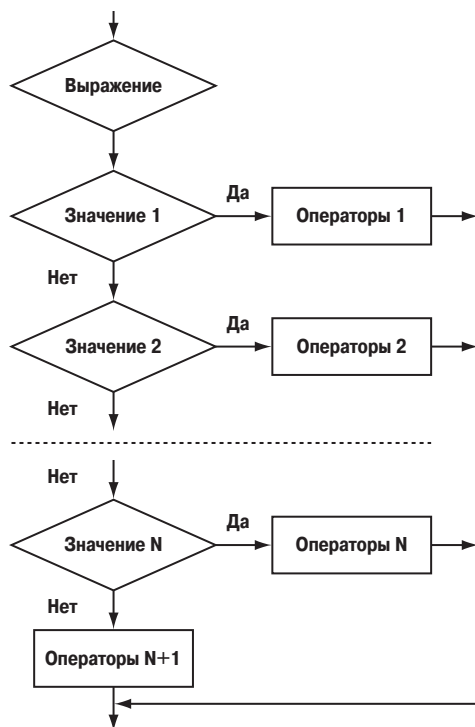 Выражение
Да
Значение 1
Операторы 1
Нет
Да
Значение 2
Операторы 2
Нет
Нет
Да
Значение N
Операторы N
Нет
Операторы N+1